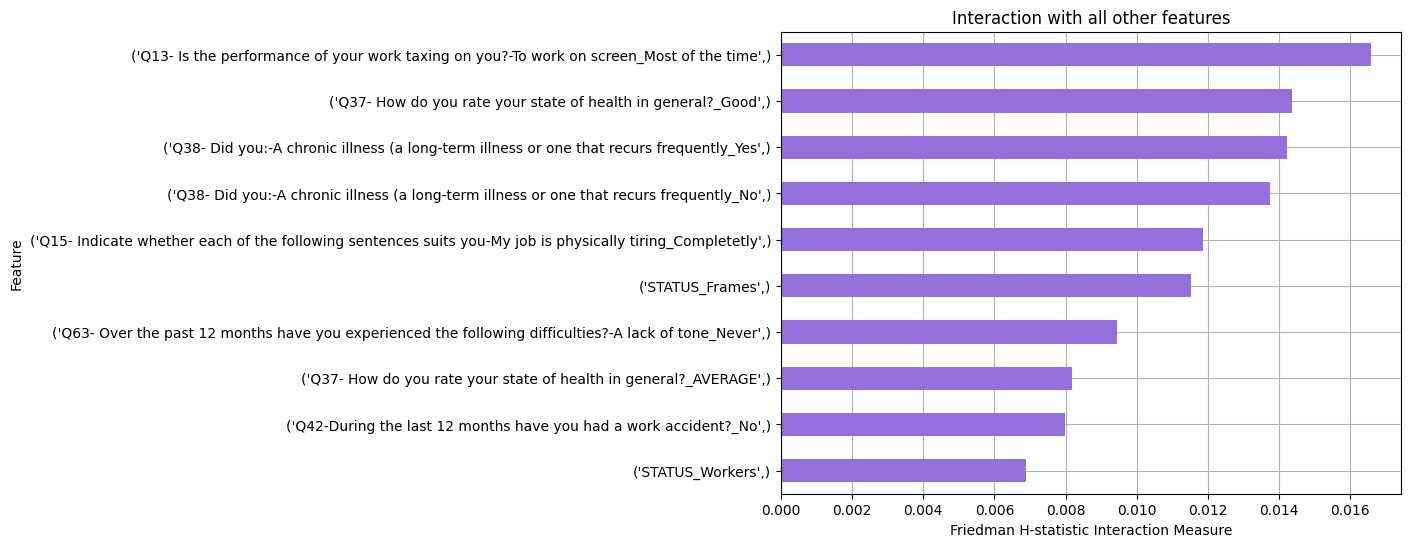 Interaction with all other features
('Q13- Is the performance of your work taxing on you?-To work on screen_Most of the time',)
('Q37- How do you rate your state of health in general?_Good',)
('Q38- Did you:-A chronic illness (a long-term illness or one that recurs frequently_Yes',)
('Q38- Did you:-A chronic illness (a long-term illness or one that recurs frequently_No',)
('Q15- Indicate whether each of the following sentences suits you-My job is physically tiring_Completetly',)
('STATUS_Frames',)
('Q63- Over the past 12 months have you experienced the following difficulties?-A lack of tone_Never',)
('Q37- How do you rate your state of health in general?_AVERAGE',)
('Q42-During the last 12 months have you had a work accident?_No',)
('STATUS_Workers',)
Feature
0.000 0.002 0.004 0.006 0.008 0.010 0.012 0.014 0.016
Friedman H-statistic Interaction Measure